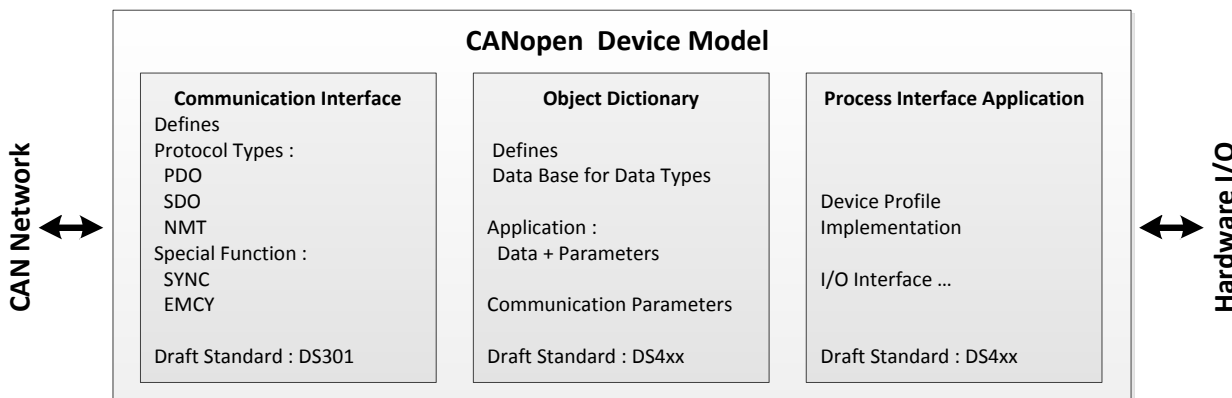 CANopen Device Model
CAN Network
Communication Interface
Defines
Protocol Types :
PDO
SDO
NMT
Special Function :
SYNC
EMCY
Draft Standard : DS301
Object Dictionary
Defines
Data Base for Data Types
Application :
Data + Parameters
Communication Parameters
Draft Standard : DS4xx
Process Interface Application
Device Profile
Implementation
I/O Interface ...
Draft Standard : DS4xx
Hardware I/O